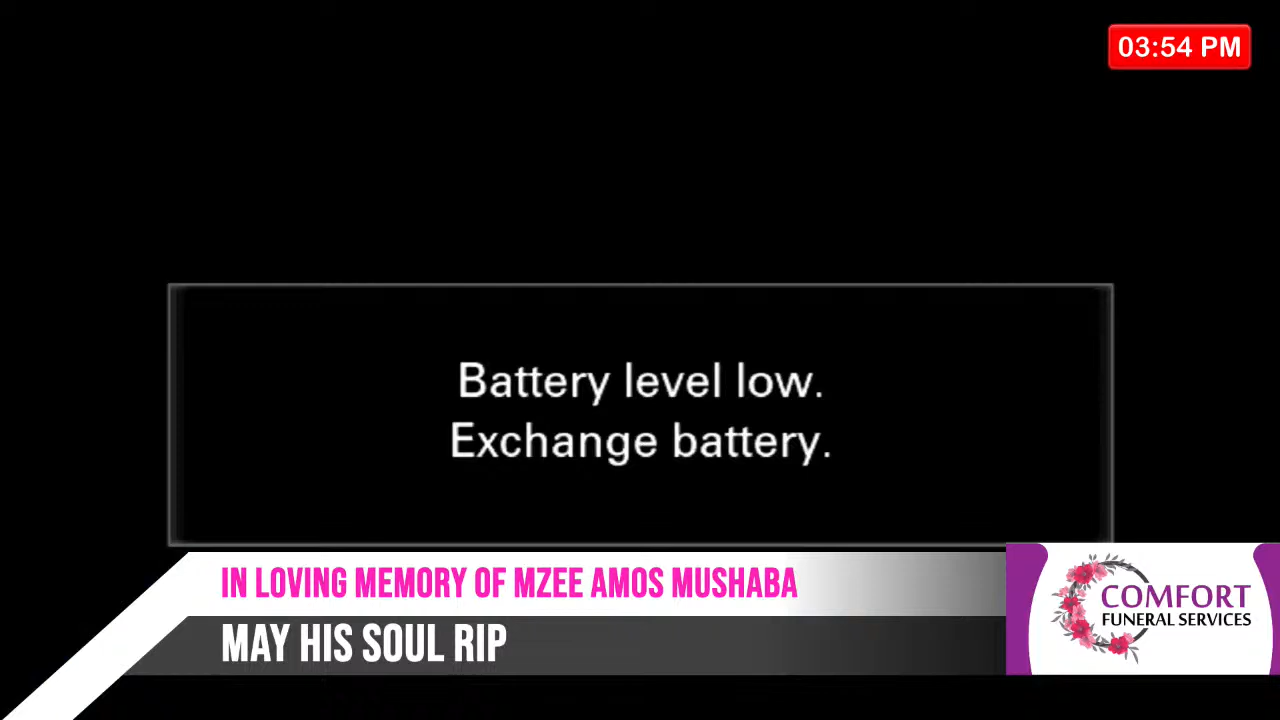 03:54 PM
Battery level low.
Exchange battery.
IN LOVING MEMORY OF MZEE AMOS MUSHABA
MAY HIS SOUL RIP
COMFORT
FUNERAL SERVICES